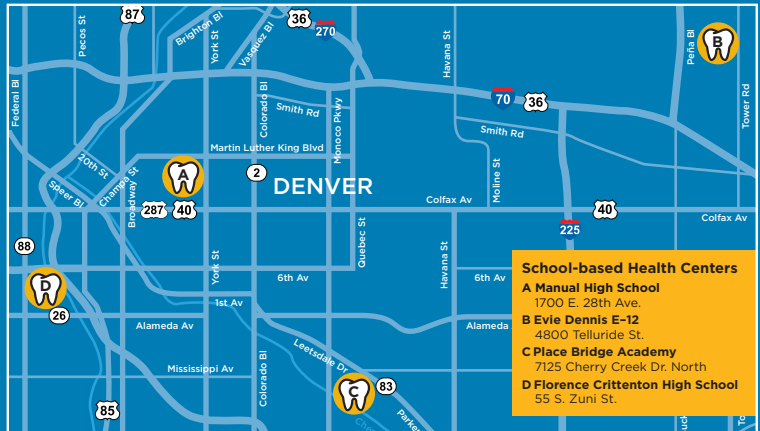 87
36
270
Pecos St
Brighton Bl
York St
Vasquez Bl
Havana St
Peña Bl
B
Federal Bl
Colorado Bl
Smith Rd
Monoco Pkwy
70
36
Smith Rd
Tower Rd
Martin Luther King Blvd
20th St
Champa St
Speer Bl
Broadway
A
2
DENVER
Moline St
287
40
Colfax Av
40
Colfax Av
225
88
Quebec St
Havana St
York St
6th Av
6th Av
D
26
1st Av
Alameda Av
Alameda
Leetsdale Dr
Mississippi Av
Colorado Bl
C
83
Parker
85
School-based Health Centers
A Manual High School
1700 E. 28th Ave.
B Evie Dennis E–12
4800 Telluride St.
C Place Bridge Academy
7125 Cherry Creek Dr. North
D Florence Crittenton High School
55 S. Zuni St.